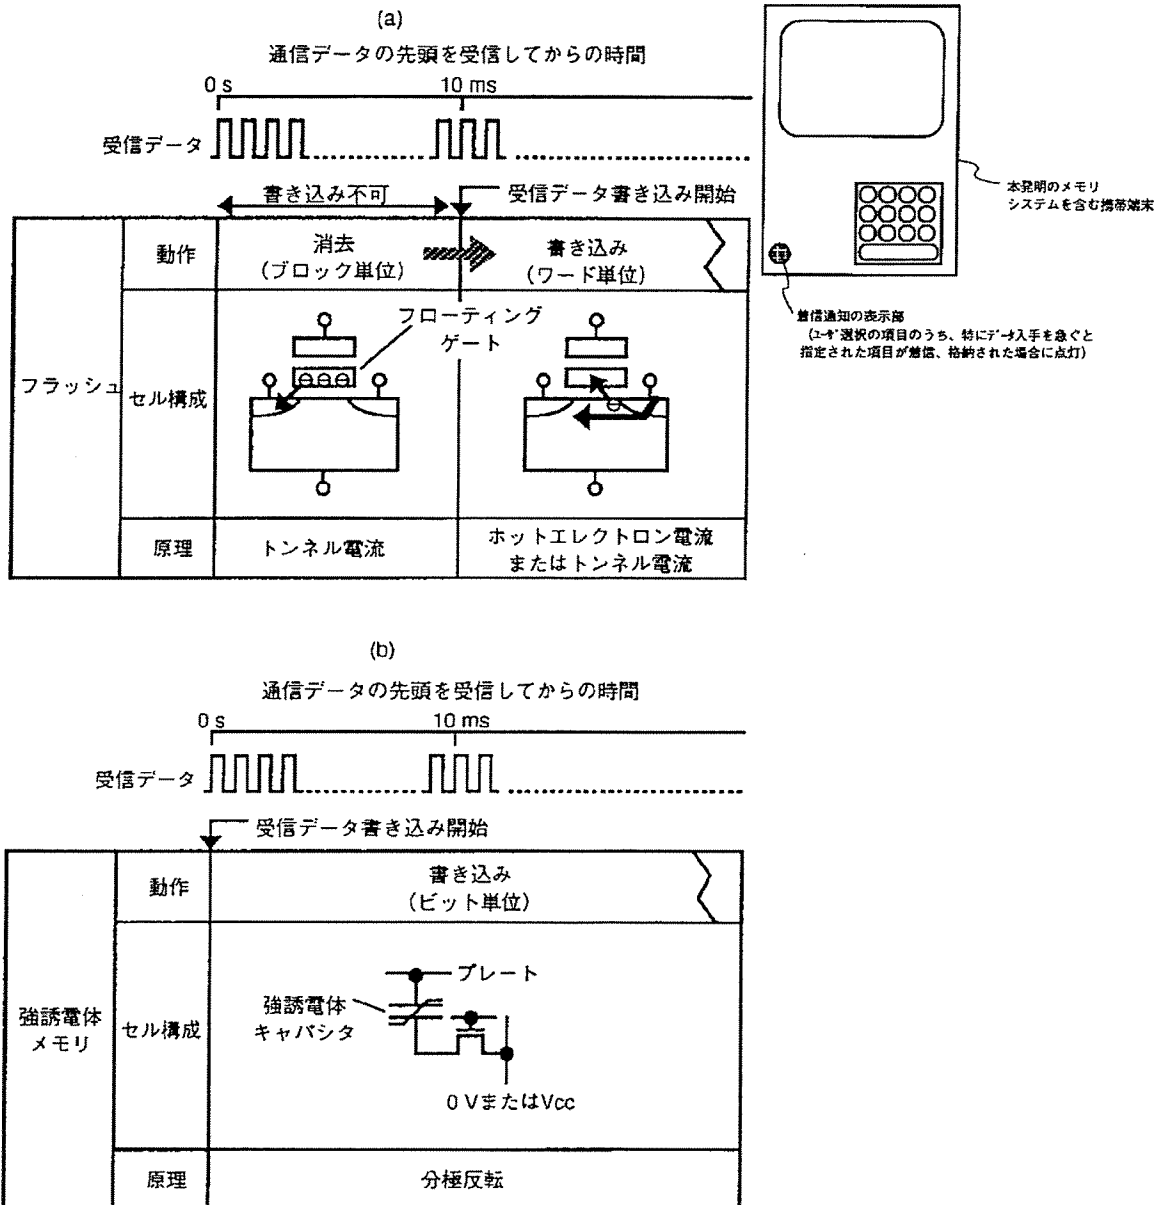 (a)
通信データの先頭を受信してからの時間
0 s
10 ms
受信データ
書き込み不可
受信データ書き込み開始
フラッシュ
動作
消去
(ブロック単位)
書き込み
(ワード単位)
セル構成
フローティング
ゲート
原理
トンネル電流
ホットエレクトロン電流
またはトンネル電流
本発明のメモリ
システムを含む携帯端末
着信通知の表示部
(ユーザ選択の項目のうち、特にデータ入手を急ぐと
指定された項目が着信、格納された場合に点灯)
(b)
通信データの先頭を受信してからの時間
0 s
10 ms
受信データ
受信データ書き込み開始
強誘電体
メモリ
動作
書き込み
(ビット単位)
セル構成
プレート
強誘電体
キャパシタ
0 VまたはVcc
原理
分極反転